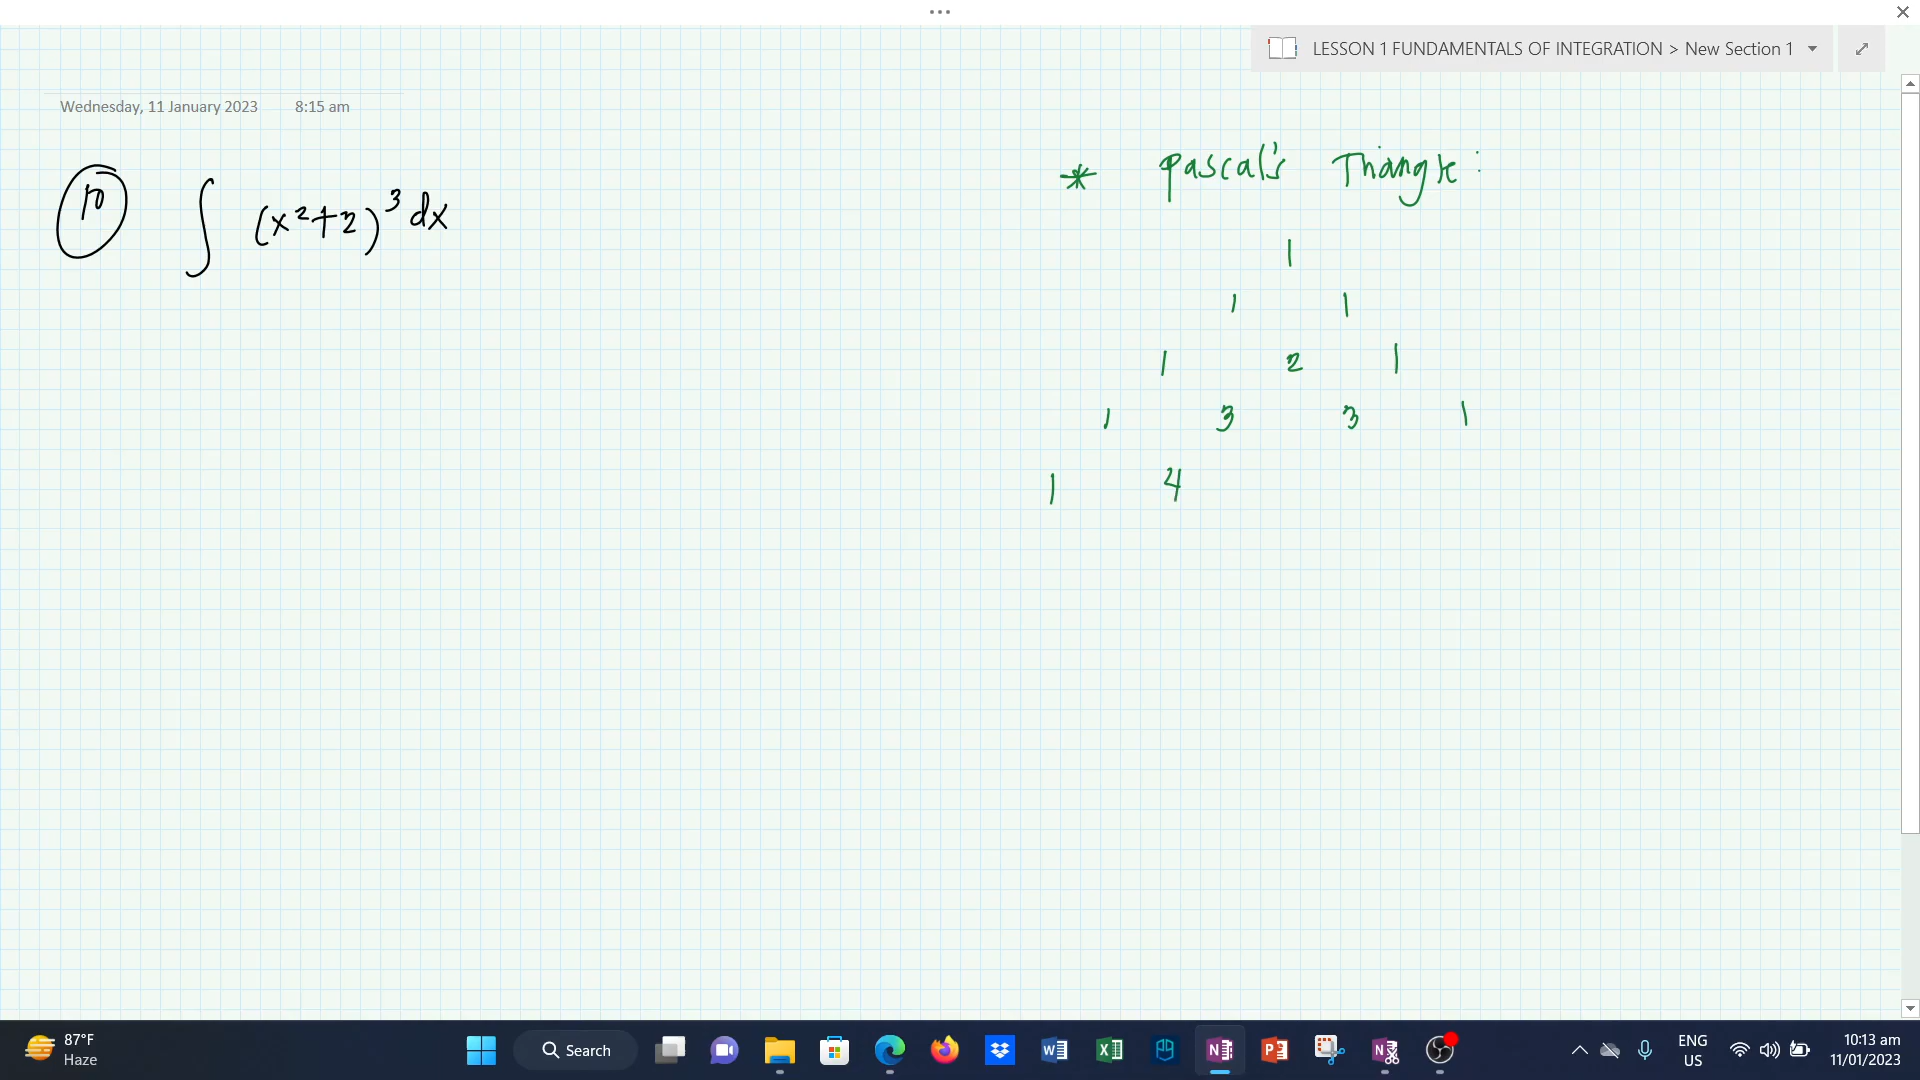 LESSON 1 FUNDAMENTALS OF INTEGRATION > New Section 1
Wednesday, 11 January 2023 8:15 am
10 ∫ (x²+2)³ dx
* Pascal's Triangle:
1
1 1
1 2 1
1 3 3 1
1 4
87°F
Haze
Search
ENG
US
10:13 am
11/01/2023